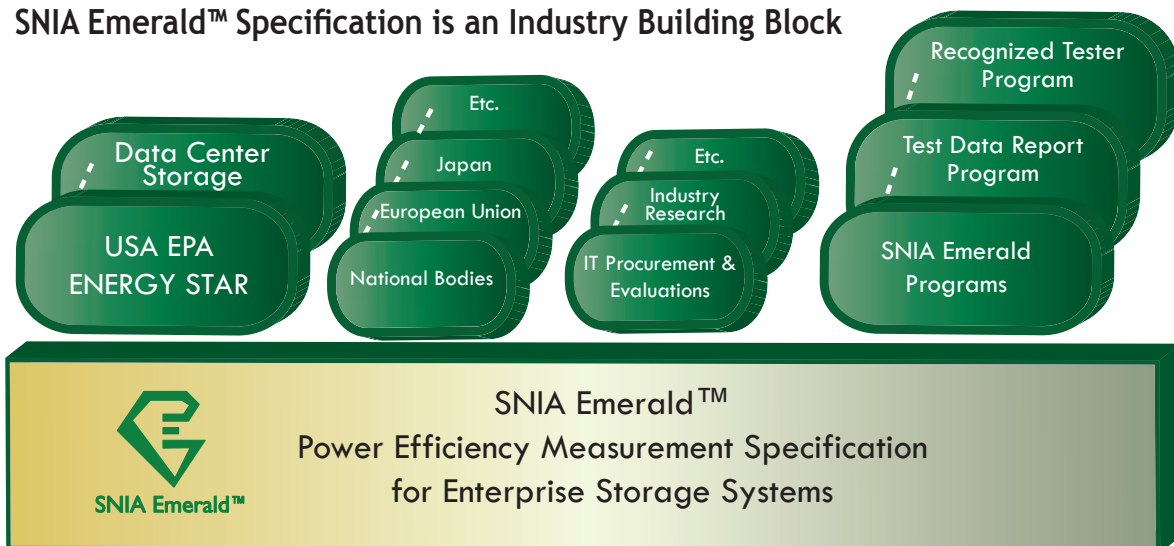 SNIA Emerald™ Specification is an Industry Building Block
Data Center
Storage
USA EPA
ENERGY STAR
Etc.
Japan
European Union
National Bodies
Etc.
Industry
Research
IT Procurement &
Evaluations
Recognized Tester
Program
Test Data Report
Program
SNIA Emerald
Programs
SNIA Emerald™
SNIA Emerald™
Power Efficiency Measurement Specification
for Enterprise Storage Systems